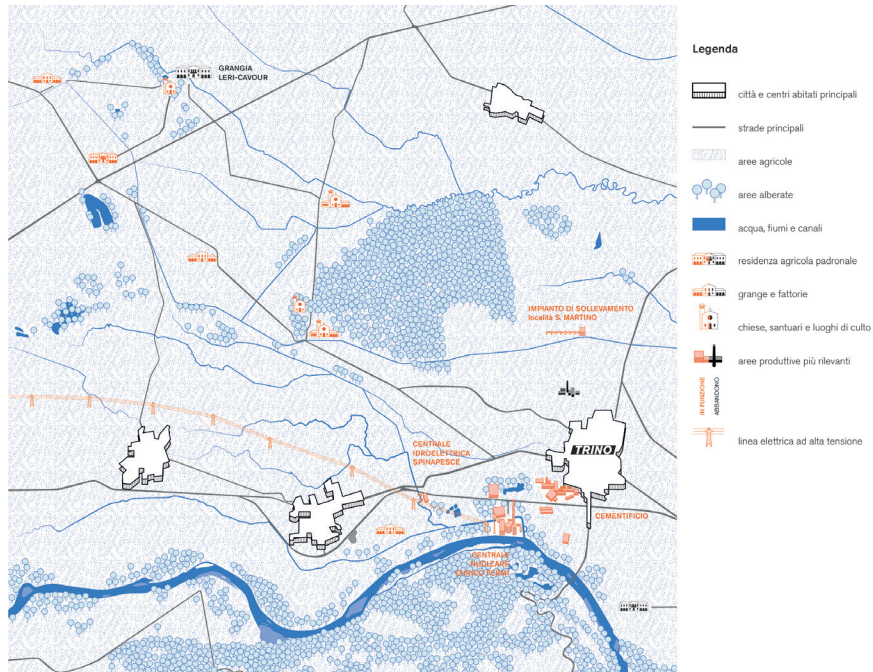 GRANGIA
LERI-CAVOUR
IMPIANTO DI SOLLEVAMENTO
località S. MARTINO
CENTRALE
IDROELETTRICA
SPINAPESCE
TRINO
CEMENTIFICIO
CENTRALE
NUCLEARE
ENRICO FERMI
Legenda
città e centri abitati principali
strade principali
aree agricole
aree alberate
acqua, fiumi e canali
residenza agricola padronale
grange e fattorie
chiese, santuari e luoghi di culto
aree produttive più rilevanti
IN FUNZIONE
ABBANDONO
linea elettrica ad alta tensione